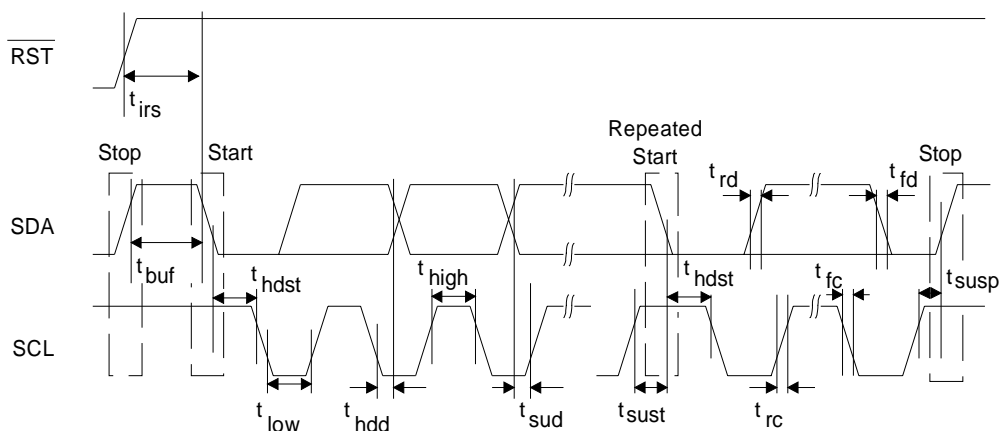 RST
t irs
Repeated
Stop Start Start Stop
t rd t fd
SDA
t buf t hdst t high t hdst t fc t susp
SCL
t low t hdd t sud t sust t rc